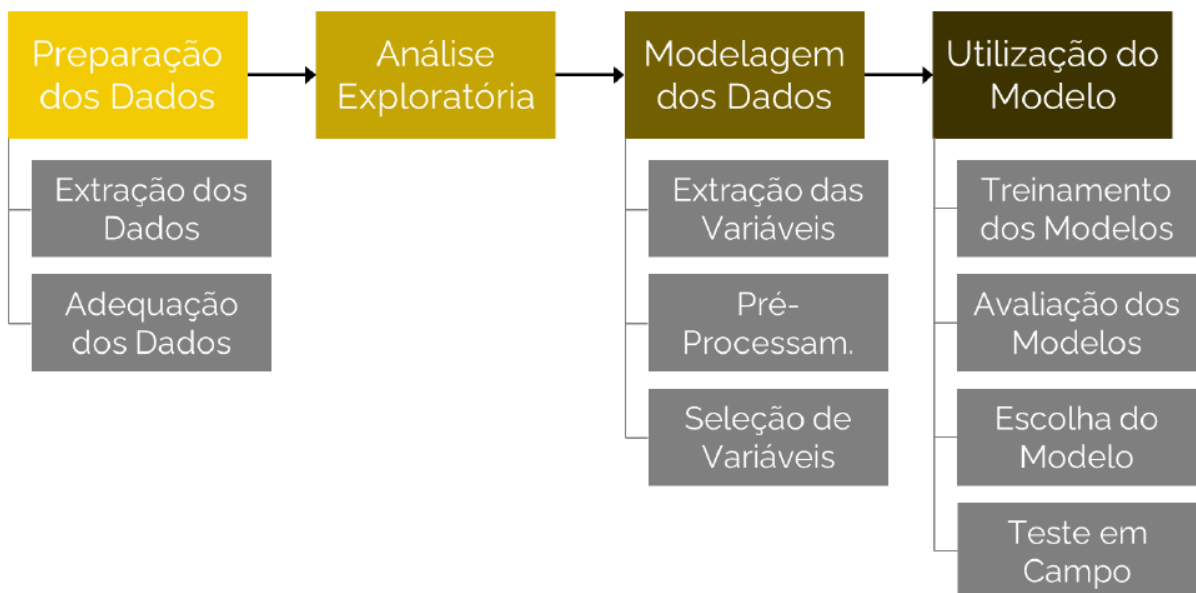 Preparação
dos Dados
Análise
Exploratória
Modelagem
dos Dados
Utilização do
Modelo
Extração dos
Dados
Adequação
dos Dados
Extração das
Variáveis
Pré-
Processam.
Seleção de
Variáveis
Treinamento
dos Modelos
Avaliação dos
Modelos
Escolha do
Modelo
Teste em
Campo